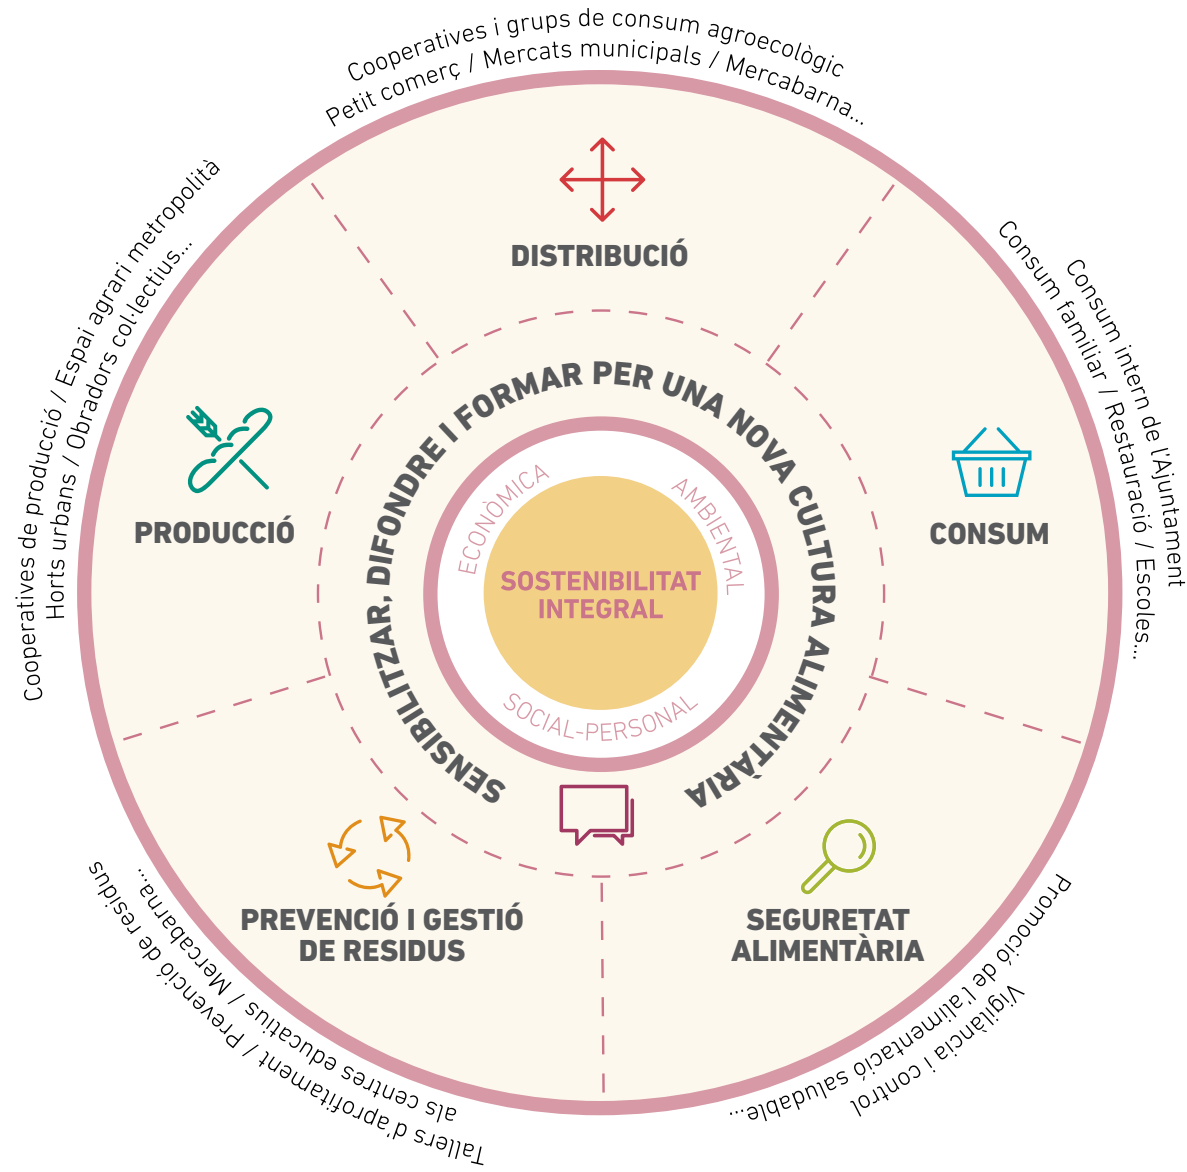 Cooperatives i grups de consum agroecològic
Petit comerç / Mercats municipals / Mercabarna...
DISTRIBUCIÓ
Consum intern de l'Ajuntament
Consum familiar / Restauració / Escoles...
CONSUM
Promoció de l'alimentació saludable...
Vigilància i control
SEGURETAT
ALIMENTÀRIA
Tallers d'aprofitament / Prevenció de residus
als centres educatius / Mercabarna...
PREVENCIÓ I GESTIÓ
DE RESIDUS
Cooperatives de producció / Espai agrari metropolità
Horts urbans / Obradors col·lectius...
PRODUCCIÓ
SENSIBILITZAR, DIFONDRE I FORMAR PER UNA NOVA CULTURA ALIMENTÀRIA
ECONÒMICA
AMBIENTAL
SOCIAL-PERSONAL
SOSTENIBILITAT
INTEGRAL